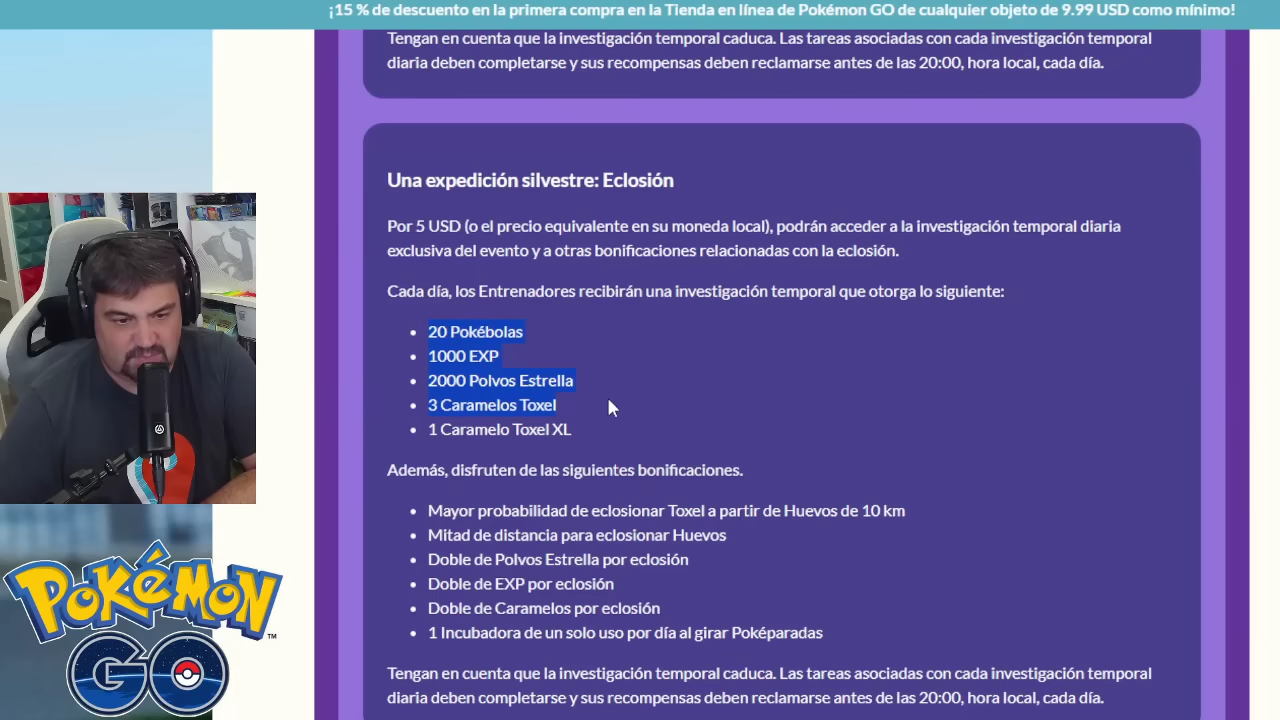 ¡15 % de descuento en la primera compra en la Tienda en línea de Pokémon GO de cualquier objeto de 9.99 USD como mínimo!
Tengan en cuenta que la investigación temporal caduca. Las tareas asociadas con cada investigación temporal
diaria deben completarse y sus recompensas deben reclamarse antes de las 20:00, hora local, cada día.
Una expedición silvestre: Eclosión
Por 5 USD (o el precio equivalente en su moneda local), podrán acceder a la investigación temporal diaria
exclusiva del evento y a otras bonificaciones relacionadas con la eclosión.
Cada día, los Entrenadores recibirán una investigación temporal que otorga lo siguiente:
• 20 Pokébolas
• 1000 EXP
• 2000 Polvos Estrella
• 3 Caramelos Toxel
• 1 Caramelo Toxel XL
Además, disfruten de las siguientes bonificaciones.
• Mayor probabilidad de eclosionar Toxel a partir de Huevos de 10 km
• Mitad de distancia para eclosionar Huevos
• Doble de Polvos Estrella por eclosión
• Doble de EXP por eclosión
• Doble de Caramelos por eclosión
• 1 Incubadora de un solo uso por día al girar Poképaradas
Tengan en cuenta que la investigación temporal caduca. Las tareas asociadas con cada investigación temporal
diaria deben completarse y sus recompensas deben reclamarse antes de las 20:00, hora local, cada día.
POKÉMON
TM
GO